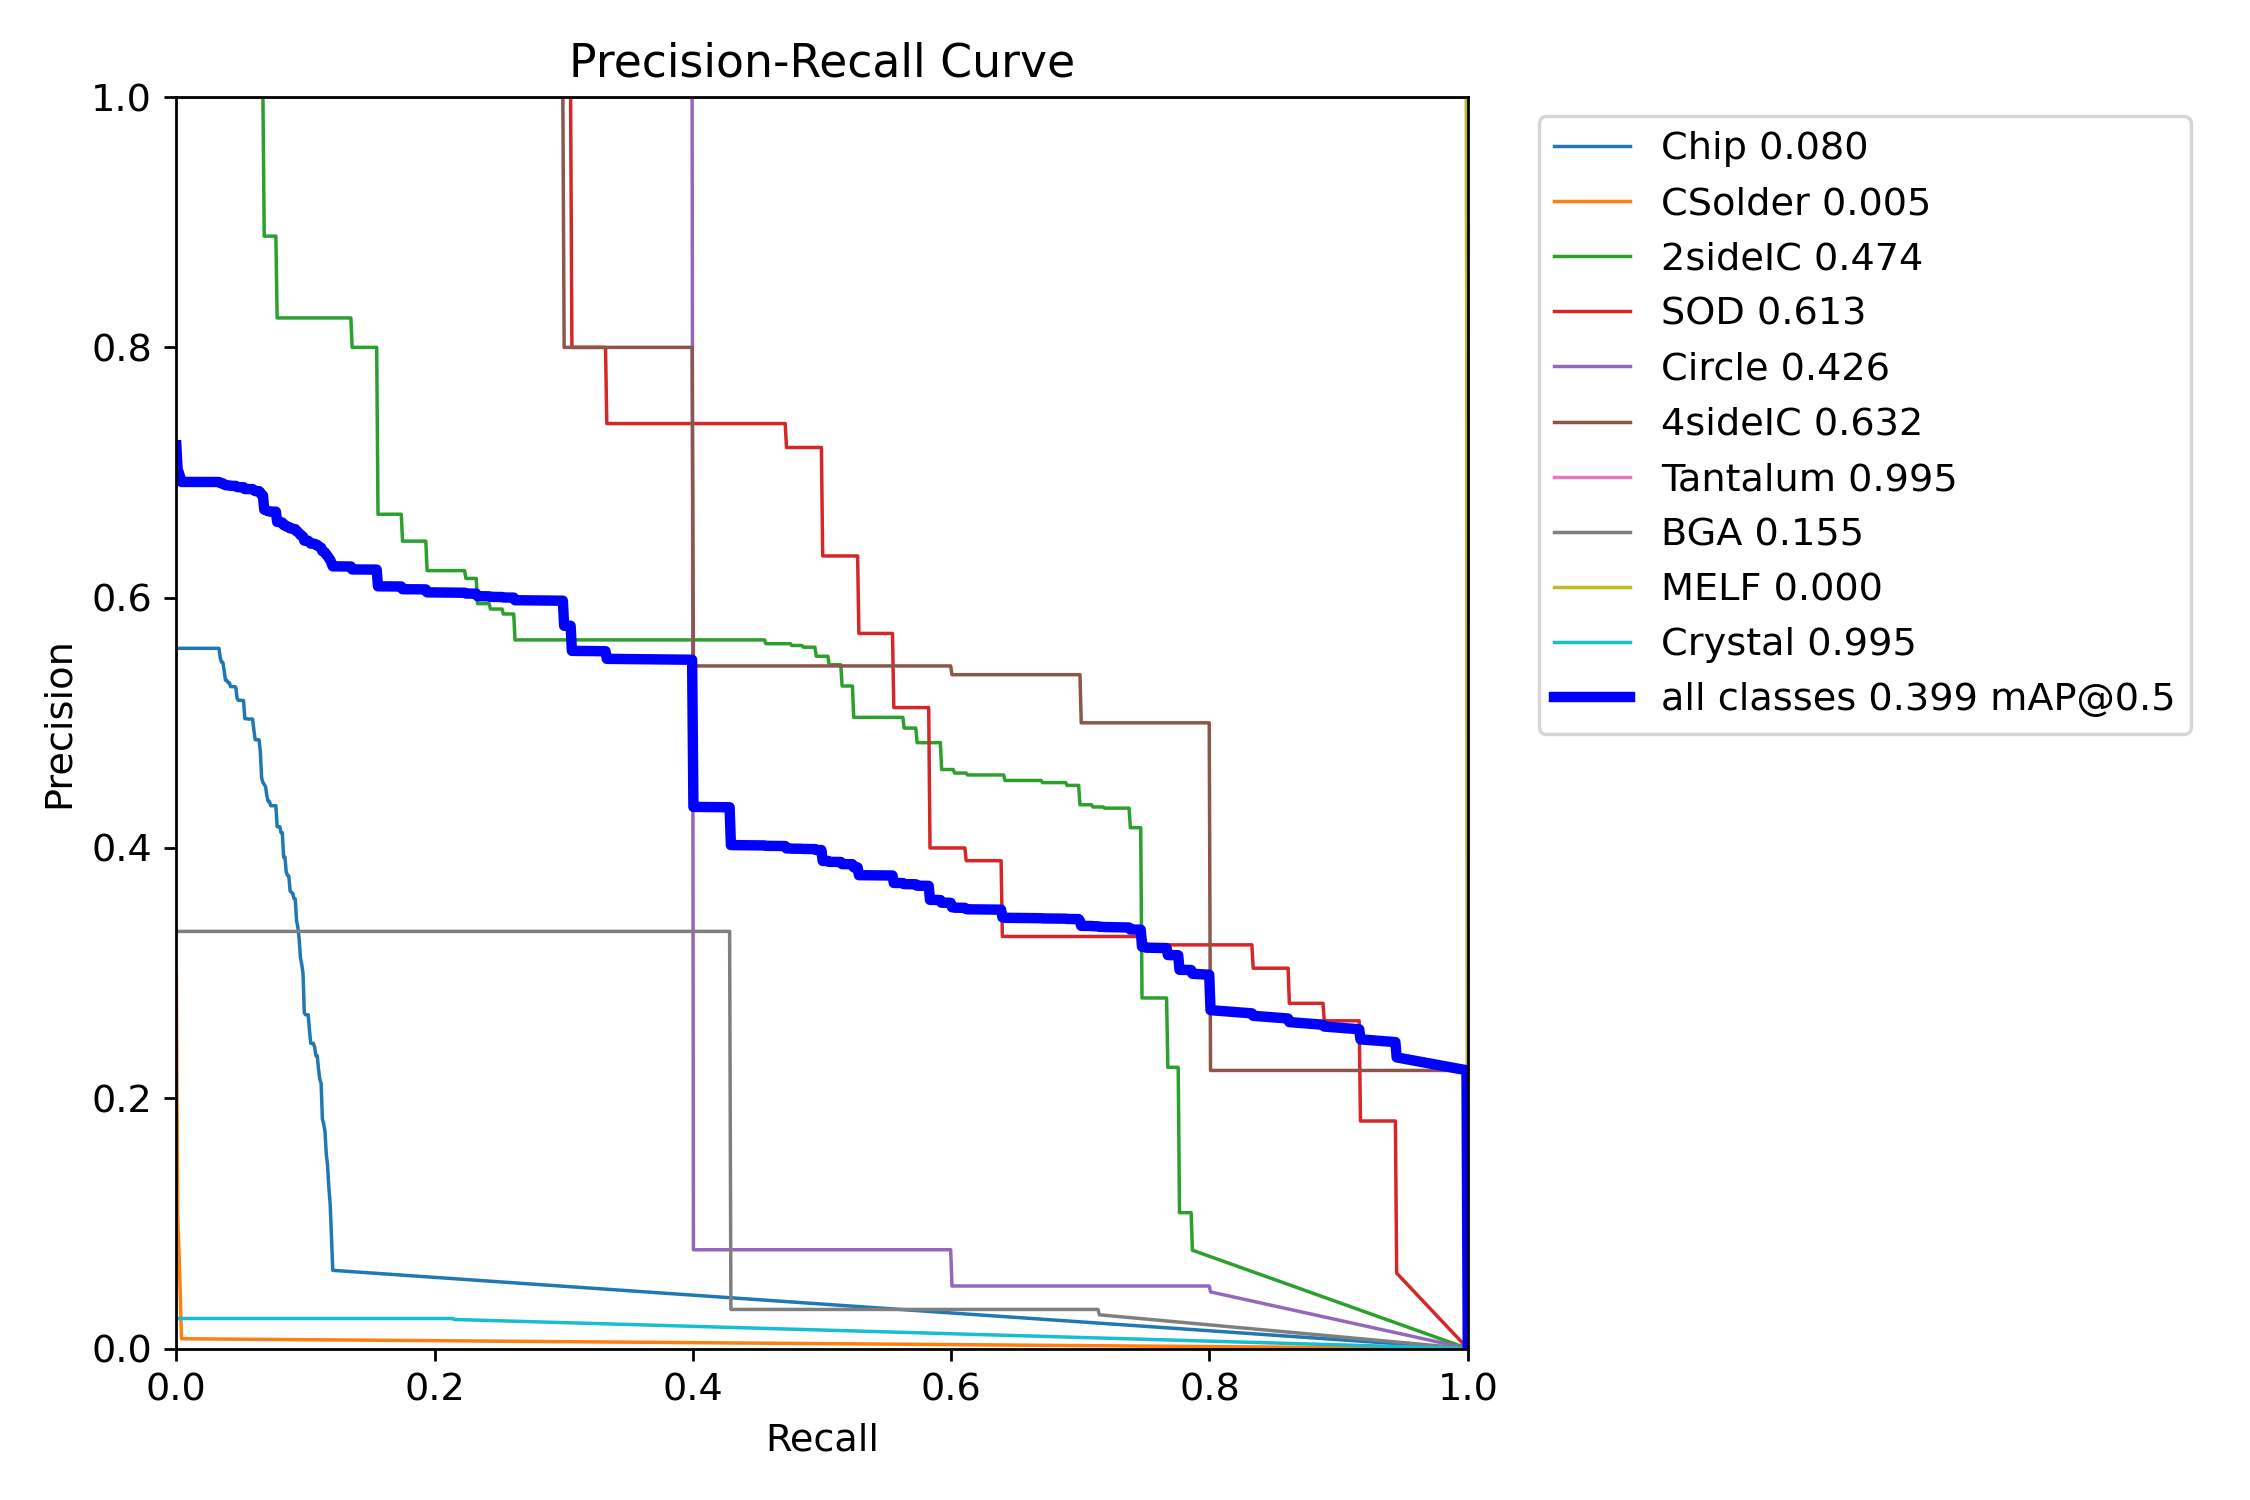 Precision-Recall Curve
1.0
0.8
0.6
0.4
0.2
0.0
Precision
0.0 0.2 0.4 0.6 0.8 1.0
Recall
Chip 0.080
CSolder 0.005
2sideIC 0.474
SOD 0.613
Circle 0.426
4sideIC 0.632
Tantalum 0.995
BGA 0.155
MELF 0.000
Crystal 0.995
all classes 0.399 mAP@0.5